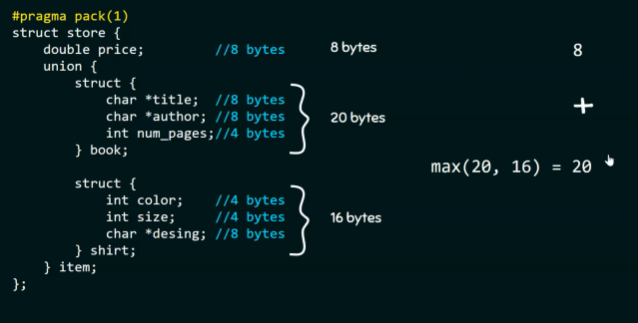 #pragma pack(1)
struct store {
    double price;         //8 bytes    8 bytes    8
    union {
        struct {
            char *title;  //8 bytes
            char *author; //8 bytes    +
            int num_pages;//4 bytes    20 bytes
        } book;
max(20, 16) = 20
        struct {
            int color;    //4 bytes
            int size;     //4 bytes    16 bytes
            char *desing; //8 bytes
        } shirt;
    } item;
};